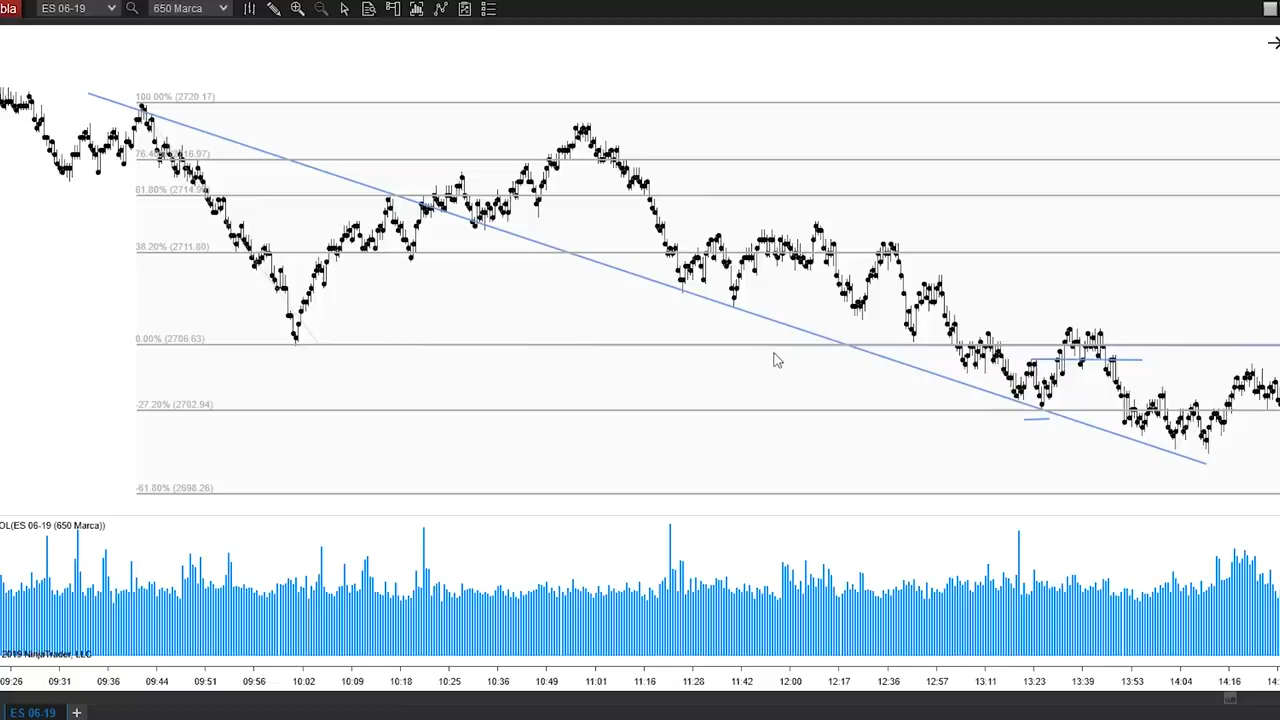 bla ES 06-19 650 Marca
100.00% (2720.17)
61.80% (2714.9
38.20% (2711.80)
0.00% (2706.63)
-27.20% (2702.94)
-61.80% (2698.26)
OL(ES 06-19 (650 Marca))
2019 NinjaTrader, LLC
09:26 09:31 09:36 09:44 09:51 09:56 10:02 10:09 10:18 10:25 10:36 10:49 11:01 11:16 11:28 11:42 12:00 12:17 12:36 12:57 13:11 13:23 13:39 13:53 14:04 14:16 14:
ES 06-19